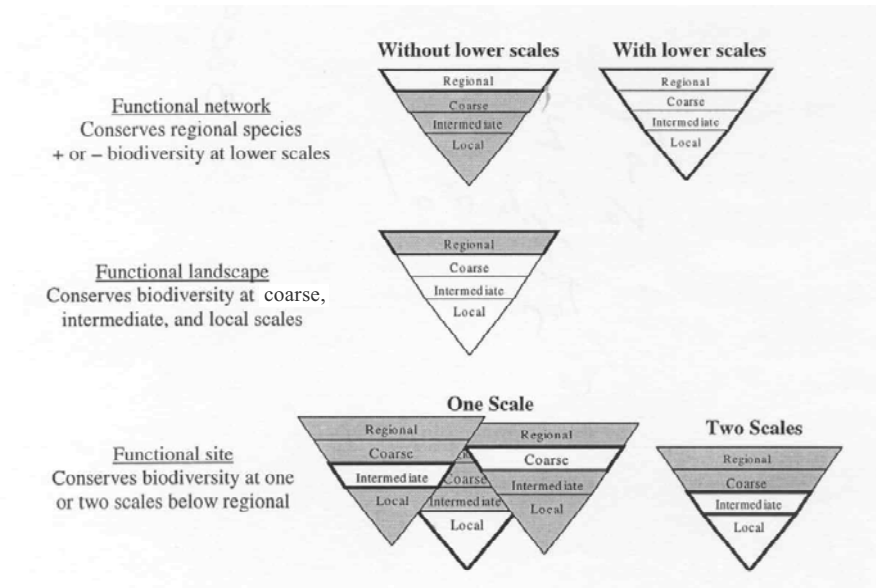 Without lower scales
With lower scales
Functional network
Conserves regional species
+ or – biodiversity at lower scales
Regional
Coarse
Intermediate
Local
Regional
Coarse
Intermediate
Local
Functional landscape
Conserves biodiversity at coarse,
intermediate, and local scales
Regional
Coarse
Intermediate
Local
One Scale
Two Scales
Functional site
Conserves biodiversity at one
or two scales below regional
Regional
Coarse
Intermediate
Local
Coarse
Intermediate
Local
Regional
Coarse
Intermediate
Local
Regional
Coarse
Intermediate
Local